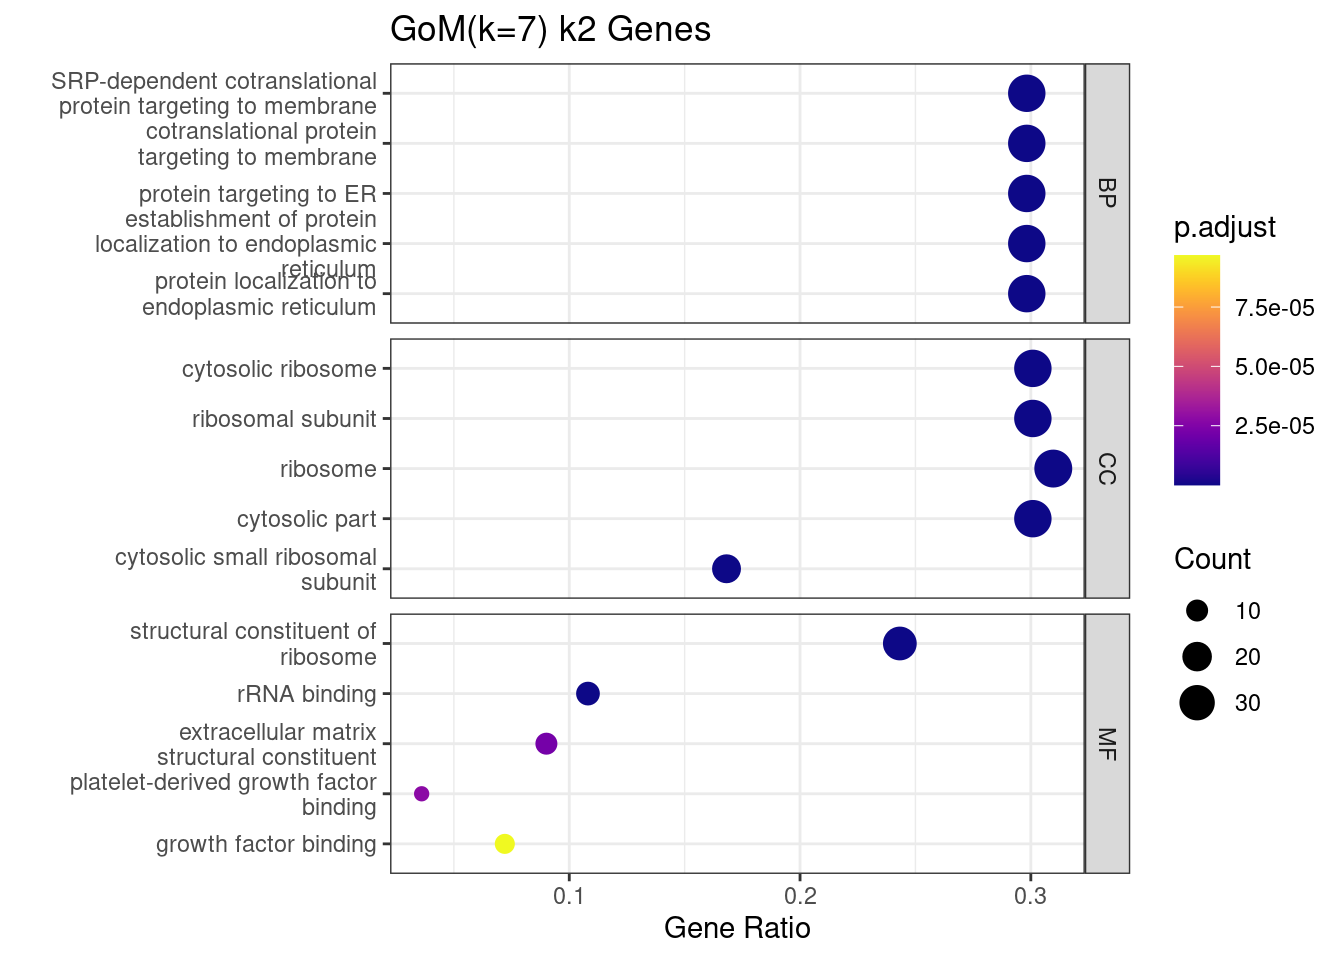 GoM(k=7) k2 Genes
SRP-dependent cotranslational
protein targeting to membrane
cotranslational protein
targeting to membrane
protein targeting to ER
establishment of protein
localization to endoplasmic
reticulum
protein localization to
endoplasmic reticulum
BP
cytosolic ribosome
ribosomal subunit
ribosome
cytosolic part
cytosolic small ribosomal
subunit
CC
structural constituent of
ribosome
rRNA binding
extracellular matrix
structural constituent
platelet-derived growth factor
binding
growth factor binding
MF
0.1
0.2
0.3
Gene Ratio
p.adjust
7.5e-05
5.0e-05
2.5e-05
Count
10
20
30